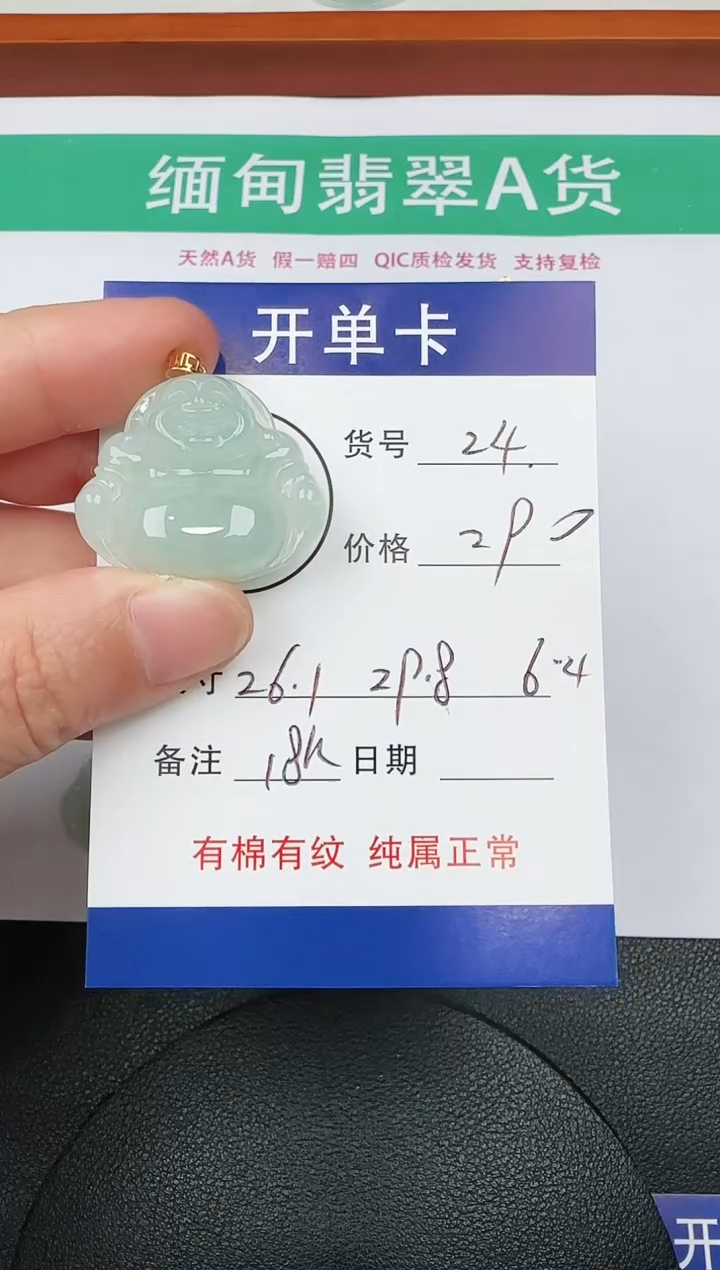 缅甸翡翠A货
天然A货 假一赔四 QIC质检发货 支持复检
开单卡
货号 24.
价格
寸 26.1 29.8 6.4
备注 18K 日期
有棉有纹 纯属正常
开